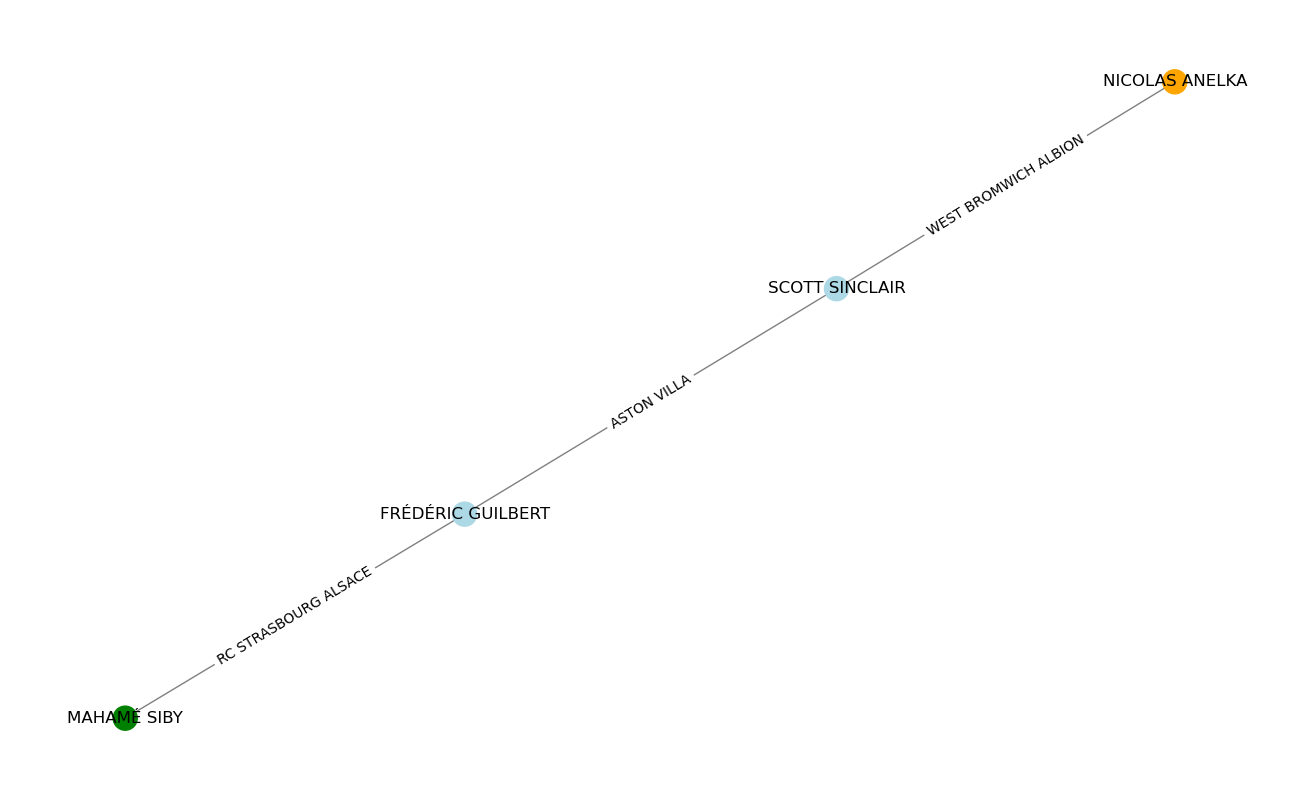 NICOLAS ANELKA
WEST BROMWICH ALBION
SCOTT SINCLAIR
ASTON VILLA
FRÉDÉRIC GUILBERT
RC STRASBOURG ALSACE
MAHAMÉ SIBY